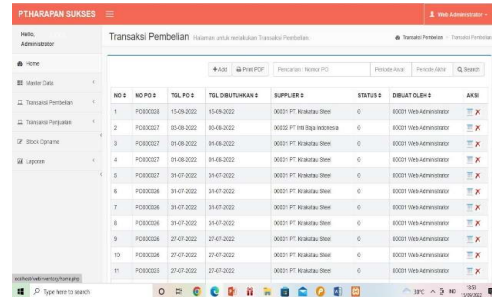 PT.HARAPAN SUKSES
Web Administrator
Hello,
Administrator
Transaksi Pembelian Halaman untuk melakukan Transaksi Pembelian
Transaksi Pembelian Transaksi Pembelian
Home
Master Data
Transaksi Pembelian
Transaksi Penjualan
Stock Opname
Laporan
+Add Print PDF Pencarian : Nomor PO Periode Awal Periode Akhir Search
NO NO PO TGL PO TGL DIBUTUHKAN SUPPLIER STATUS DIBUAT OLEH AKSI
1 PO000028 13-09-2022 00001 PT. Krakatau Steel 0 00001 Web Administrator
2 PO000027 00002 PT Inti Baja Indonesia 0 00001 Web Administrator
3 PO000027 01-08-2022 01-08-2022 00001 PT. Krakatau Steel 0 00001 Web Administrator
4 PO000027 01-08-2022 01-08-2022 00001 PT. Krakatau Steel 0 00001 Web Administrator
5 PO000027 31-07-2022 31-07-2022 00001 PT. Krakatau Steel 0 00001 Web Administrator
6 PO000026 31-07-2022 31-07-2022 00001 PT. Krakatau Steel 0 00001 Web Administrator
7 PO000026 31-07-2022 31-07-2022 00001 PT. Krakatau Steel 0 00001 Web Administrator
8 PO000026 31-07-2022 31-07-2022 00001 PT. Krakatau Steel 0 00001 Web Administrator
9 PO000026 27-07-2022 27-07-2022 00001 PT. Krakatau Steel 0 00001 Web Administrator
10 PO000026 27-07-2022 27-07-2022 00001 PT. Krakatau Steel 0 00001 Web Administrator
11 PO000025 27-07-2022 27-07-2022 00001 PT. Krakatau Steel 0 00001 Web Administrator
Type here to search